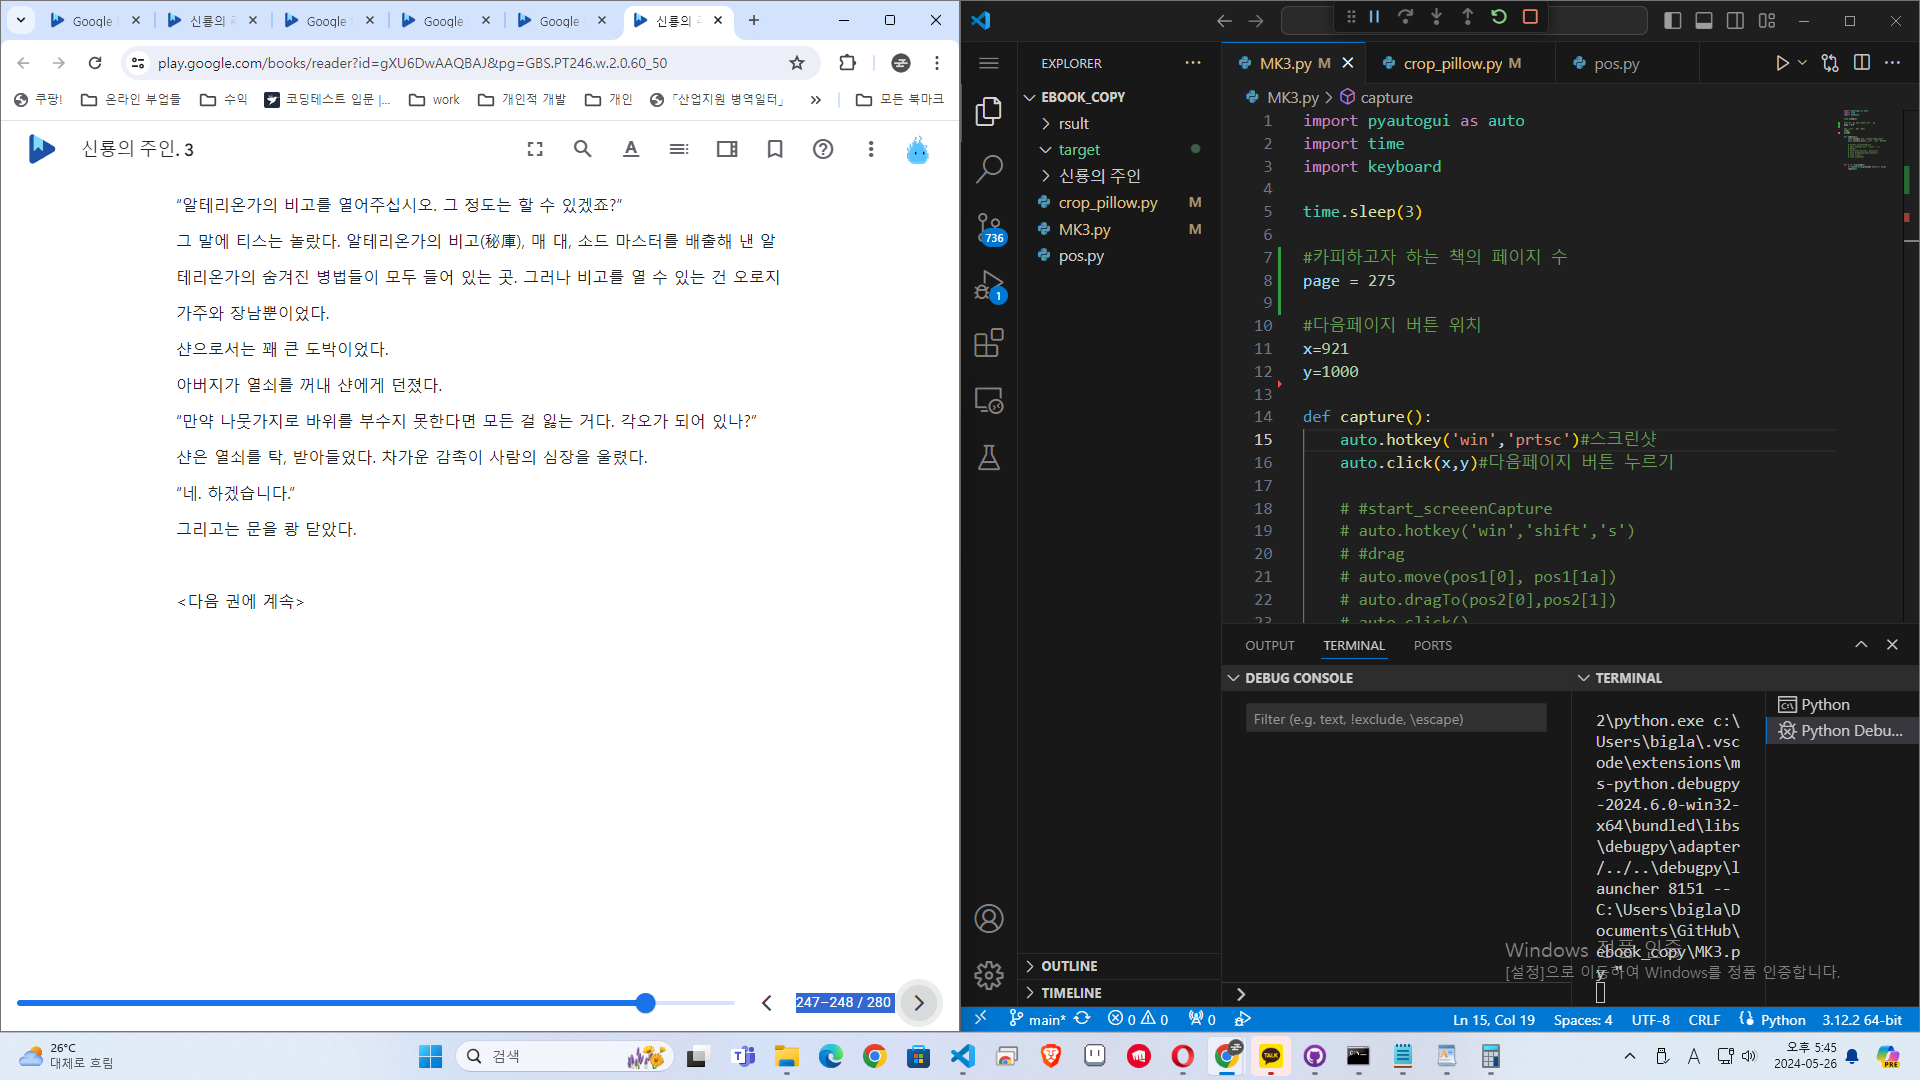 Google
신룡의 주
Google
Google
Google
신룡의 주
play.google.com/books/reader?id=gXU6DwAAQBAJ&pg=GBS.PT246.w.2.0.60_50
쿠팡!
온라인 부업들
수익
코딩테스트 입문 |...
work
개인적 개발
개인
「산업지원 병역일터」
»
모든 북마크
신룡의 주인. 3
“알테리온가의 비고를 열어주십시오. 그 정도는 할 수 있겠죠?”
그 말에 티스는 놀랐다. 알테리온가의 비고(秘庫), 매 대, 소드 마스터를 배출해 낸 알
테리온가의 숨겨진 병법들이 모두 들어 있는 곳. 그러나 비고를 열 수 있는 건 오로지
가주와 장남뿐이었다.
샨으로서는 꽤 큰 도박이었다.
아버지가 열쇠를 꺼내 샨에게 던졌다.
“만약 나뭇가지로 바위를 부수지 못한다면 모든 걸 잃는 거다. 각오가 되어 있나?”
샨은 열쇠를 탁, 받아들었다. 차가운 감촉이 사람의 심장을 울렸다.
“네. 하겠습니다.”
그리고는 문을 쾅 닫았다.
<다음 권에 계속>
247–248 / 280
EXPLORER
EBOOK_COPY
rsult
target
신룡의 주인
crop_pillow.py M
MK3.py M
pos.py
736
1
OUTLINE
TIMELINE
MK3.py M
crop_pillow.py M
pos.py
MK3.py > capture
1 import pyautogui as auto
2 import time
3 import keyboard
4
5 time.sleep(3)
6
7 #카피하고자 하는 책의 페이지 수
8 page = 275
9
10 #다음페이지 버튼 위치
11 x=921
12 y=1000
13
14 def capture():
15 auto.hotkey('win','prtsc')#스크린샷
16 auto.click(x,y)#다음페이지 버튼 누르기
17
18 # #start_screeenCapture
19 # auto.hotkey('win','shift','s')
20 # #drag
21 # auto.move(pos1[0], pos1[1a])
22 # auto.dragTo(pos2[0],pos2[1])
23 # auto.click()
OUTPUT
TERMINAL
PORTS
DEBUG CONSOLE
Filter (e.g. text, !exclude, \escape)
TERMINAL
2\python.exe c:\
Users\bigla\.vsc
ode\extensions\m
s-python.debugpy
-2024.6.0-win32-
x64\bundled\libs
\debugpy\adapter
/../..\debugpy\l
auncher 8151 --
C:\Users\bigla\D
ocuments\GitHub\
ebook_copy\MK3.p
y "
Python
Python Debu...
Windows 정품 인증
[설정]으로 이동하여 Windows를 정품 인증합니다.
main*
0
0
0
Ln 15, Col 19
Spaces: 4
UTF-8
CRLF
Python
3.12.2 64-bit
26°C
대체로 흐림
검색
TALK
A
오후 5:45
2024-05-26
PRE